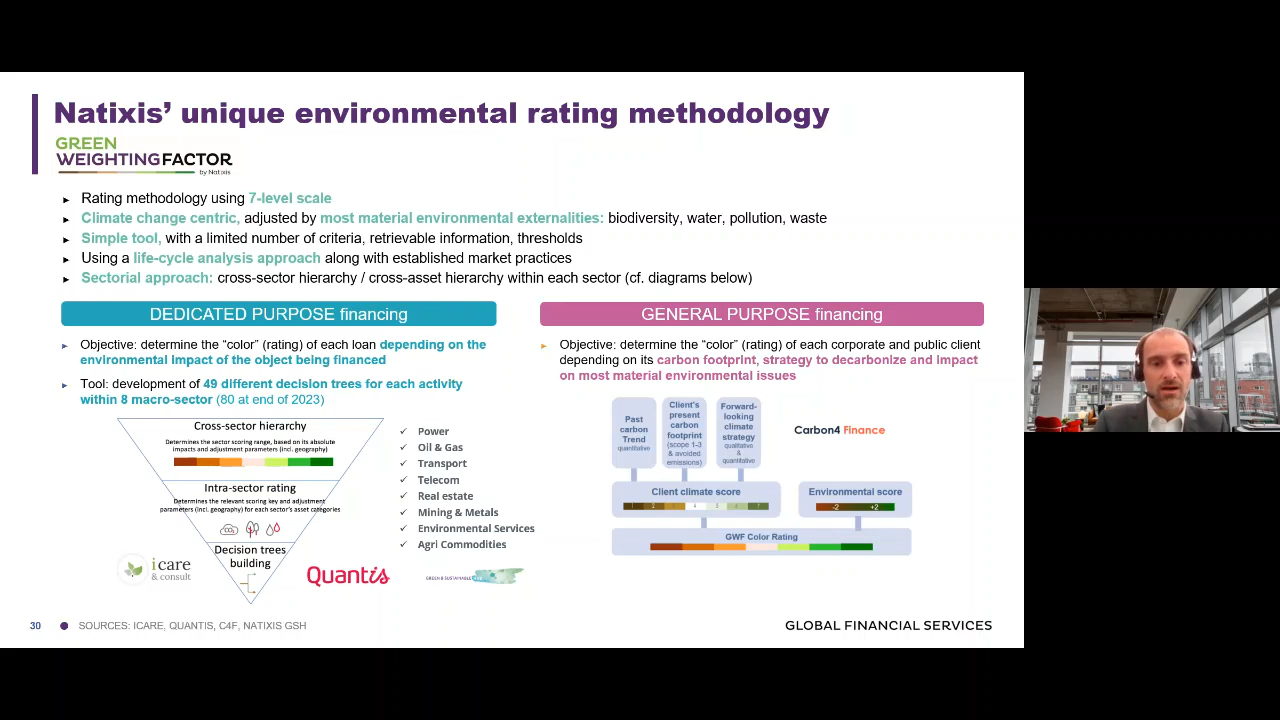 Natixis' unique environmental rating methodology
GREEN
WEIGHTINGFACTOR
by Natixis
► Rating methodology using 7-level scale
► Climate change centric, adjusted by most material environmental externalities: biodiversity, water, pollution, waste
► Simple tool, with a limited number of criteria, retrievable information, thresholds
► Using a life-cycle analysis approach along with established market practices
► Sectorial approach: cross-sector hierarchy / cross-asset hierarchy within each sector (cf. diagrams below)
DEDICATED PURPOSE financing
► Objective: determine the "color" (rating) of each loan depending on the
environmental impact of the object being financed
► Tool: development of 49 different decision trees for each activity
within 8 macro-sector (80 at end of 2023)
Cross-sector hierarchy
Determines the sector scoring range, based on its absolute
impacts and adjustment parameters (incl. geography)
Intra-sector rating
Determines the relevant scoring key and adjustment
parameters (incl. geography) for each sector's asset categories
CO2
Decision trees
building
✓ Power
✓ Oil & Gas
✓ Transport
✓ Telecom
✓ Real estate
✓ Mining & Metals
✓ Environmental Services
✓ Agri Commodities
icare
& consult
Quantis
GREEN & SUSTAINABLE
GENERAL PURPOSE financing
► Objective: determine the "color" (rating) of each corporate and public client
depending on its carbon footprint, strategy to decarbonize and impact
on most material environmental issues
Past
carbon
Trend
quantitative
Client's
present
carbon
footprint
(scope 1-3
& avoided
emissions)
Forward-
looking
climate
strategy
qualitative
&
quantitative
Carbon4 Finance
Client climate score
Environmental score
-2 +2
GWF Color Rating
30 ● SOURCES: ICARE, QUANTIS, C4F, NATIXIS GSH
GLOBAL FINANCIAL SERVICES